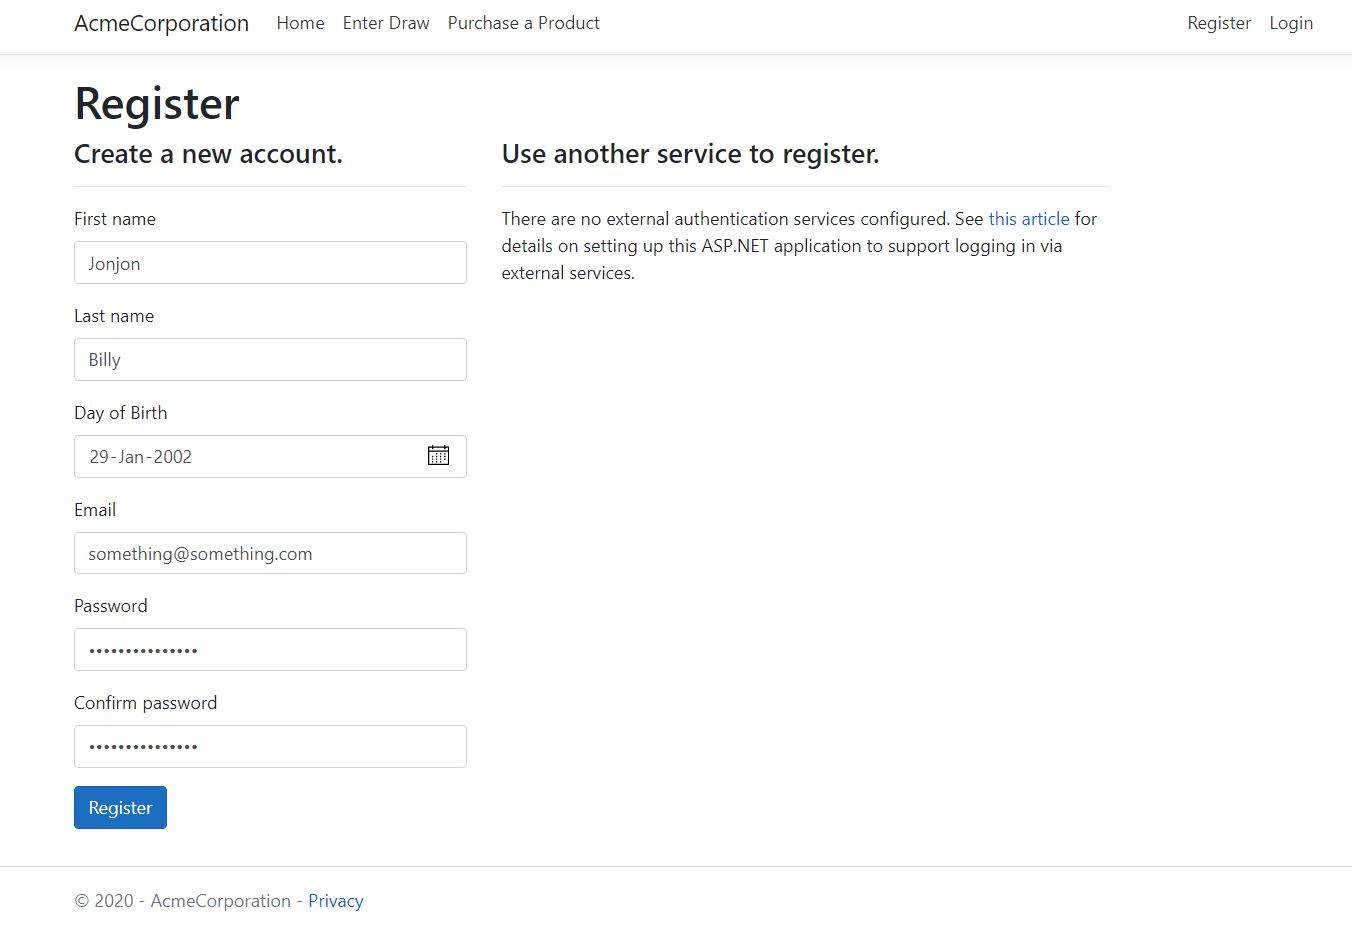 AcmeCorporation Home Enter Draw Purchase a Product Register Login
Register
Create a new account.
First name
Jonjon
Last name
Billy
Day of Birth
29-Jan-2002
Email
something@something.com
Password
•••••••••••••••
Confirm password
•••••••••••••••
Register
Use another service to register.
There are no external authentication services configured. See this article for
details on setting up this ASP.NET application to support logging in via
external services.
© 2020 - AcmeCorporation - Privacy